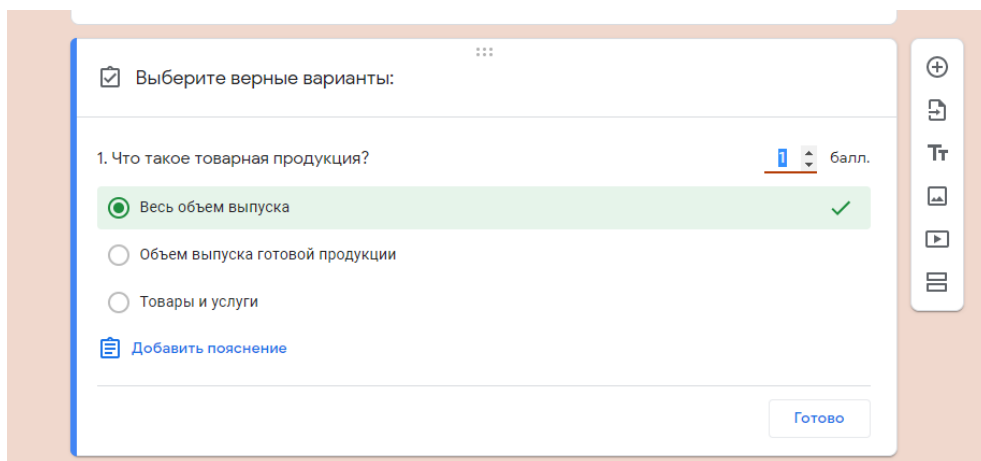 Выберите верные варианты:
1. Что такое товарная продукция?
1 балл.
Весь объем выпуска
Объем выпуска готовой продукции
Товары и услуги
Добавить пояснение
Готово
Тт